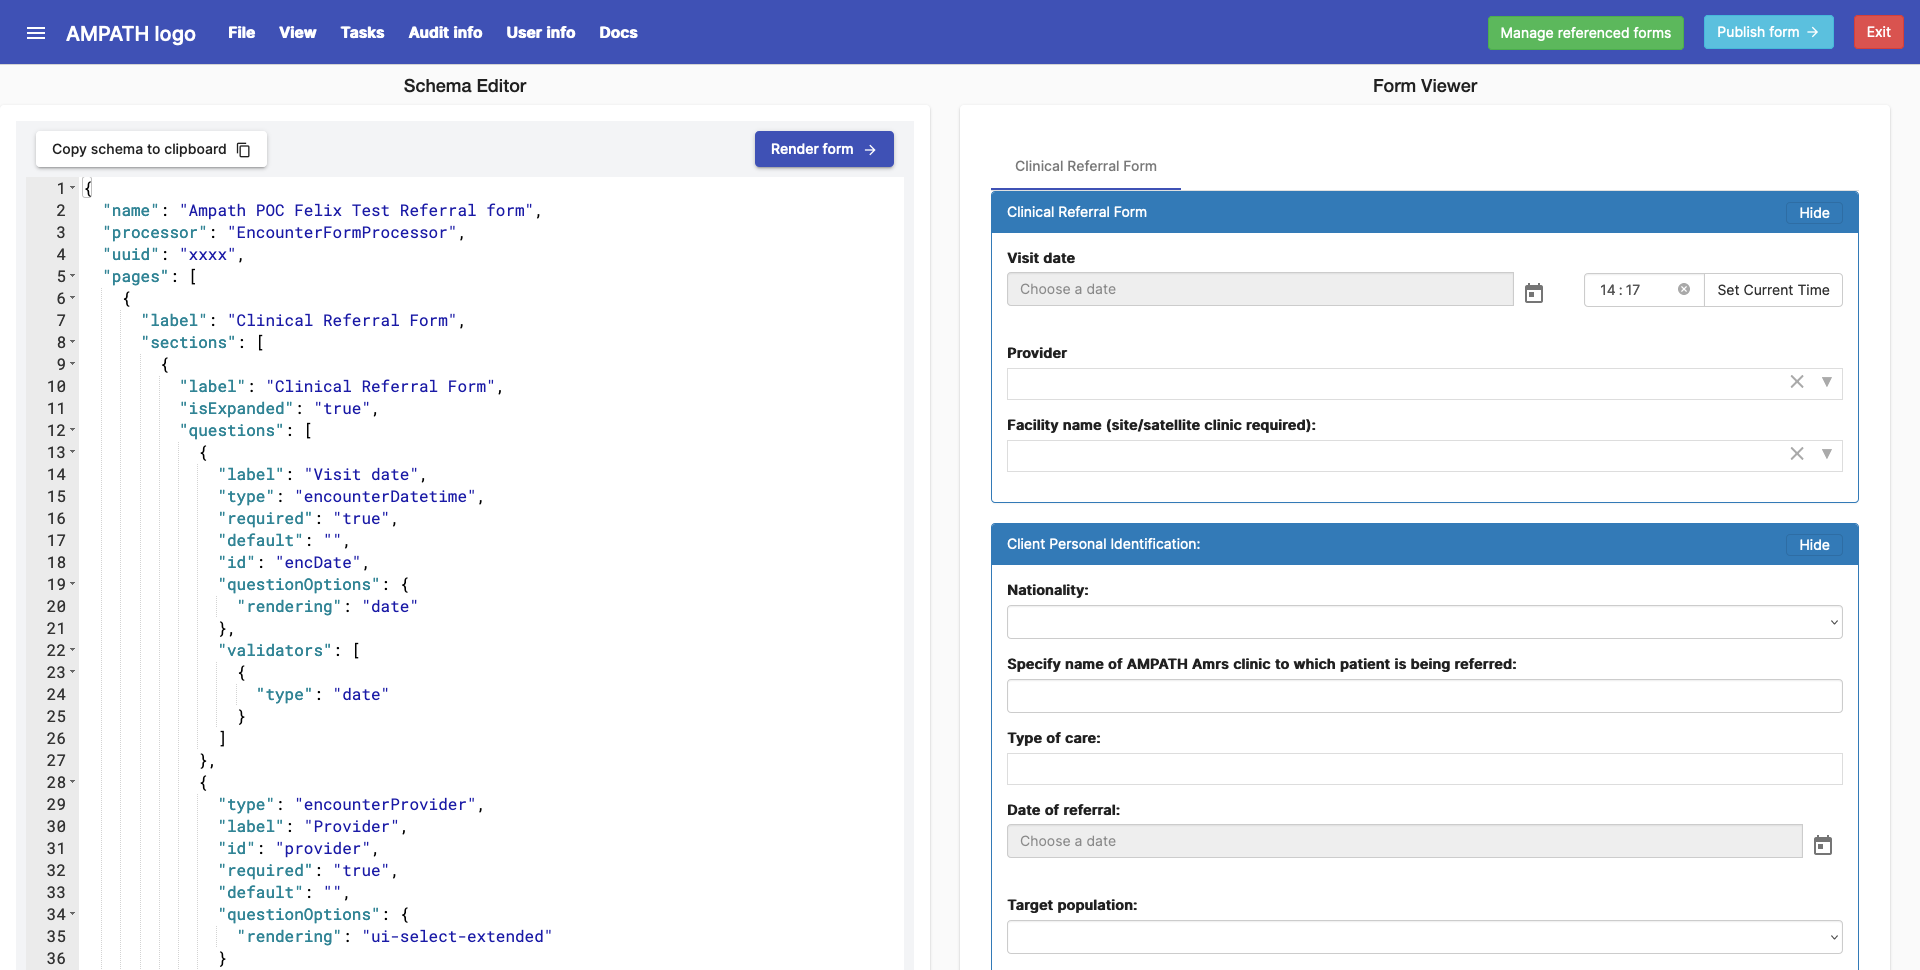 AMPATH logo File View Tasks Audit info User info Docs Manage referenced forms Publish form → Exit
Schema Editor
Copy schema to clipboard Render form →
1 {
2 "name": "Ampath POC Felix Test Referral form",
3 "processor": "EncounterFormProcessor",
4 "uuid": "xxxx",
5 "pages": [
6 {
7 "label": "Clinical Referral Form",
8 "sections": [
9 {
10 "label": "Clinical Referral Form",
11 "isExpanded": "true",
12 "questions": [
13 {
14 "label": "Visit date",
15 "type": "encounterDatetime",
16 "required": "true",
17 "default": "",
18 "id": "encDate",
19 "questionOptions": {
20 "rendering": "date"
21 },
22 "validators": [
23 {
24 "type": "date"
25 }
26 ]
27 },
28 {
29 "type": "encounterProvider",
30 "label": "Provider",
31 "id": "provider",
32 "required": "true",
33 "default": "",
34 "questionOptions": {
35 "rendering": "ui-select-extended"
36 }
Form Viewer
Clinical Referral Form
Clinical Referral Form Hide
Visit date
Choose a date 14 : 17 Set Current Time
Provider
Facility name (site/satellite clinic required):
Client Personal Identification: Hide
Nationality:
Specify name of AMPATH Amrs clinic to which patient is being referred:
Type of care:
Date of referral:
Choose a date
Target population: